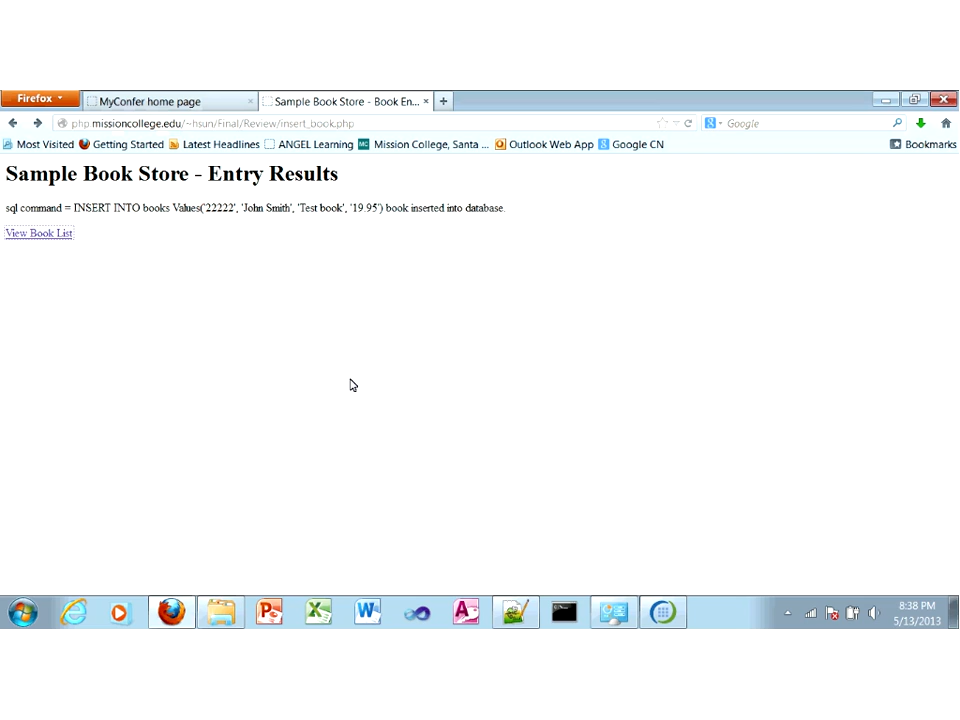 Firefox
MyConfer home page
Sample Book Store - Book En...
php.missioncollege.edu/~hsun/Final/Review/insert_book.php
Google
Most Visited Getting Started Latest Headlines ANGEL Learning Mission College, Santa ... Outlook Web App Google CN Bookmarks
Sample Book Store - Entry Results
sql command = INSERT INTO books Values('22222', 'John Smith', 'Test book', '19.95') book inserted into database.
View Book List
8:38 PM
5/13/2013